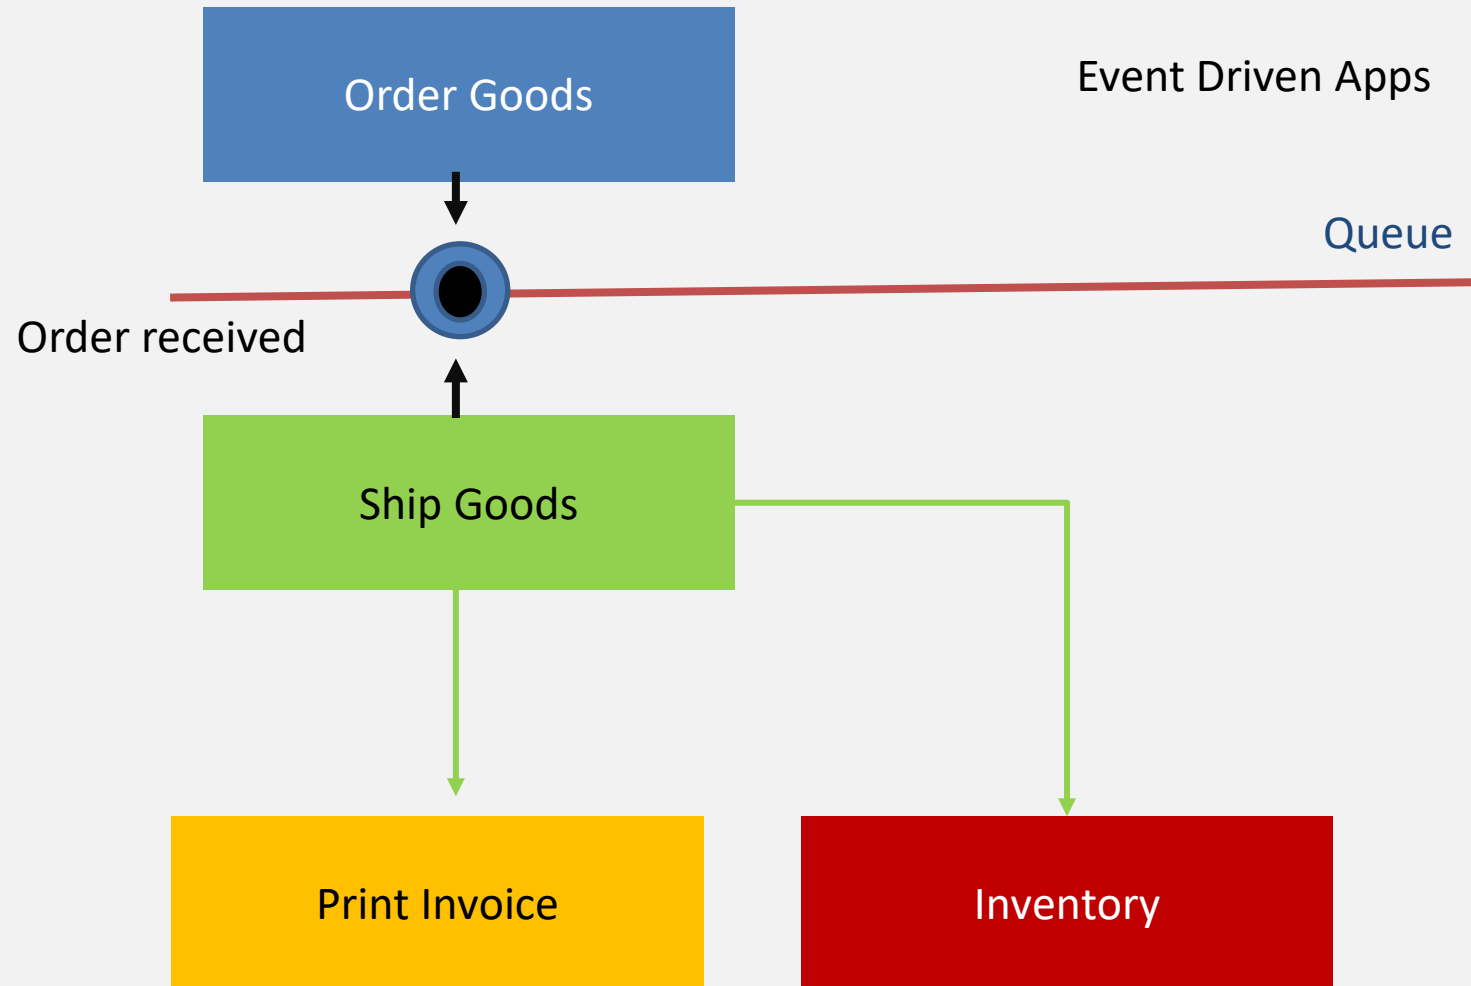 Order Goods
Event Driven Apps
Queue
Order received
Ship Goods
Print Invoice
Inventory